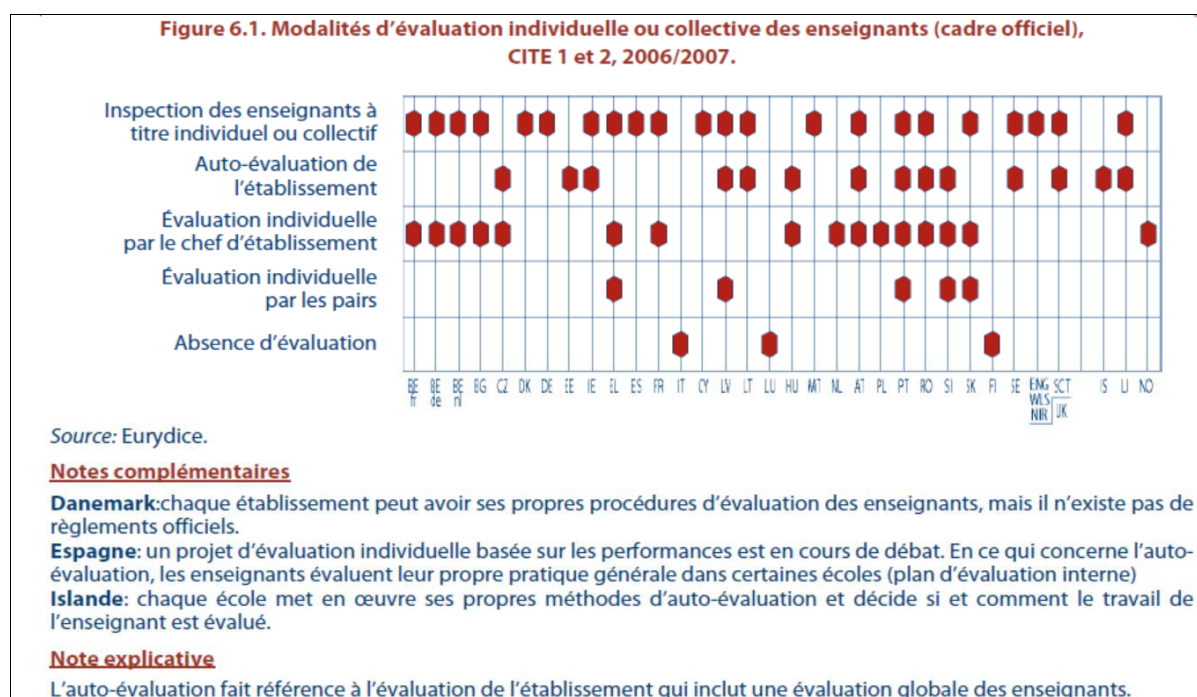 Figure 6.1. Modalités d'évaluation individuelle ou collective des enseignants (cadre officiel),
CITE 1 et 2, 2006/2007.
Inspection des enseignants à
titre individuel ou collectif
Auto-évaluation de
l'établissement
Évaluation individuelle
par le chef d'établissement
Évaluation individuelle
par les pairs
Absence d'évaluation
BE BE BE BG CZ DK DE EE IE EL ES FR IT CY LV LT LU HU MT NL AT PL PT RO SI SK FI SE ENG SCT IS LI NO
fr de nl WLS UK
NIR
Source: Eurydice.
Notes complémentaires
Danemark:chaque établissement peut avoir ses propres procédures d'évaluation des enseignants, mais il n'existe pas de
règlements officiels.
Espagne: un projet d'évaluation individuelle basée sur les performances est en cours de débat. En ce qui concerne l'auto-
évaluation, les enseignants évaluent leur propre pratique générale dans certaines écoles (plan d'évaluation interne)
Islande: chaque école met en œuvre ses propres méthodes d'auto-évaluation et décide si et comment le travail de
l'enseignant est évalué.
Note explicative
L'auto-évaluation fait référence à l'évaluation de l'établissement qui inclut une évaluation globale des enseignants.